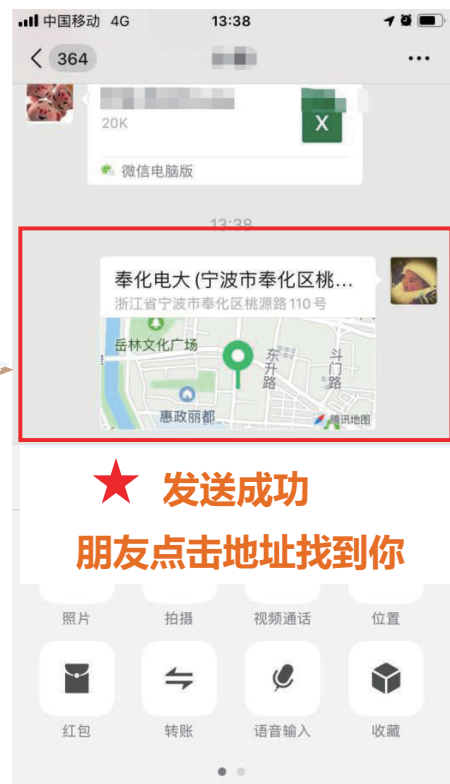 中国移动 4G 13:38
364
20K
X
微信电脑版
13:38
奉化电大 (宁波市奉化区桃...
浙江省宁波市奉化区桃源路110号
岳林文化广场
东升路
斗门路
惠政丽都
腾讯地图
发送成功
朋友点击地址找到你
照片 拍摄 视频通话 位置
红包 转账 语音输入 收藏